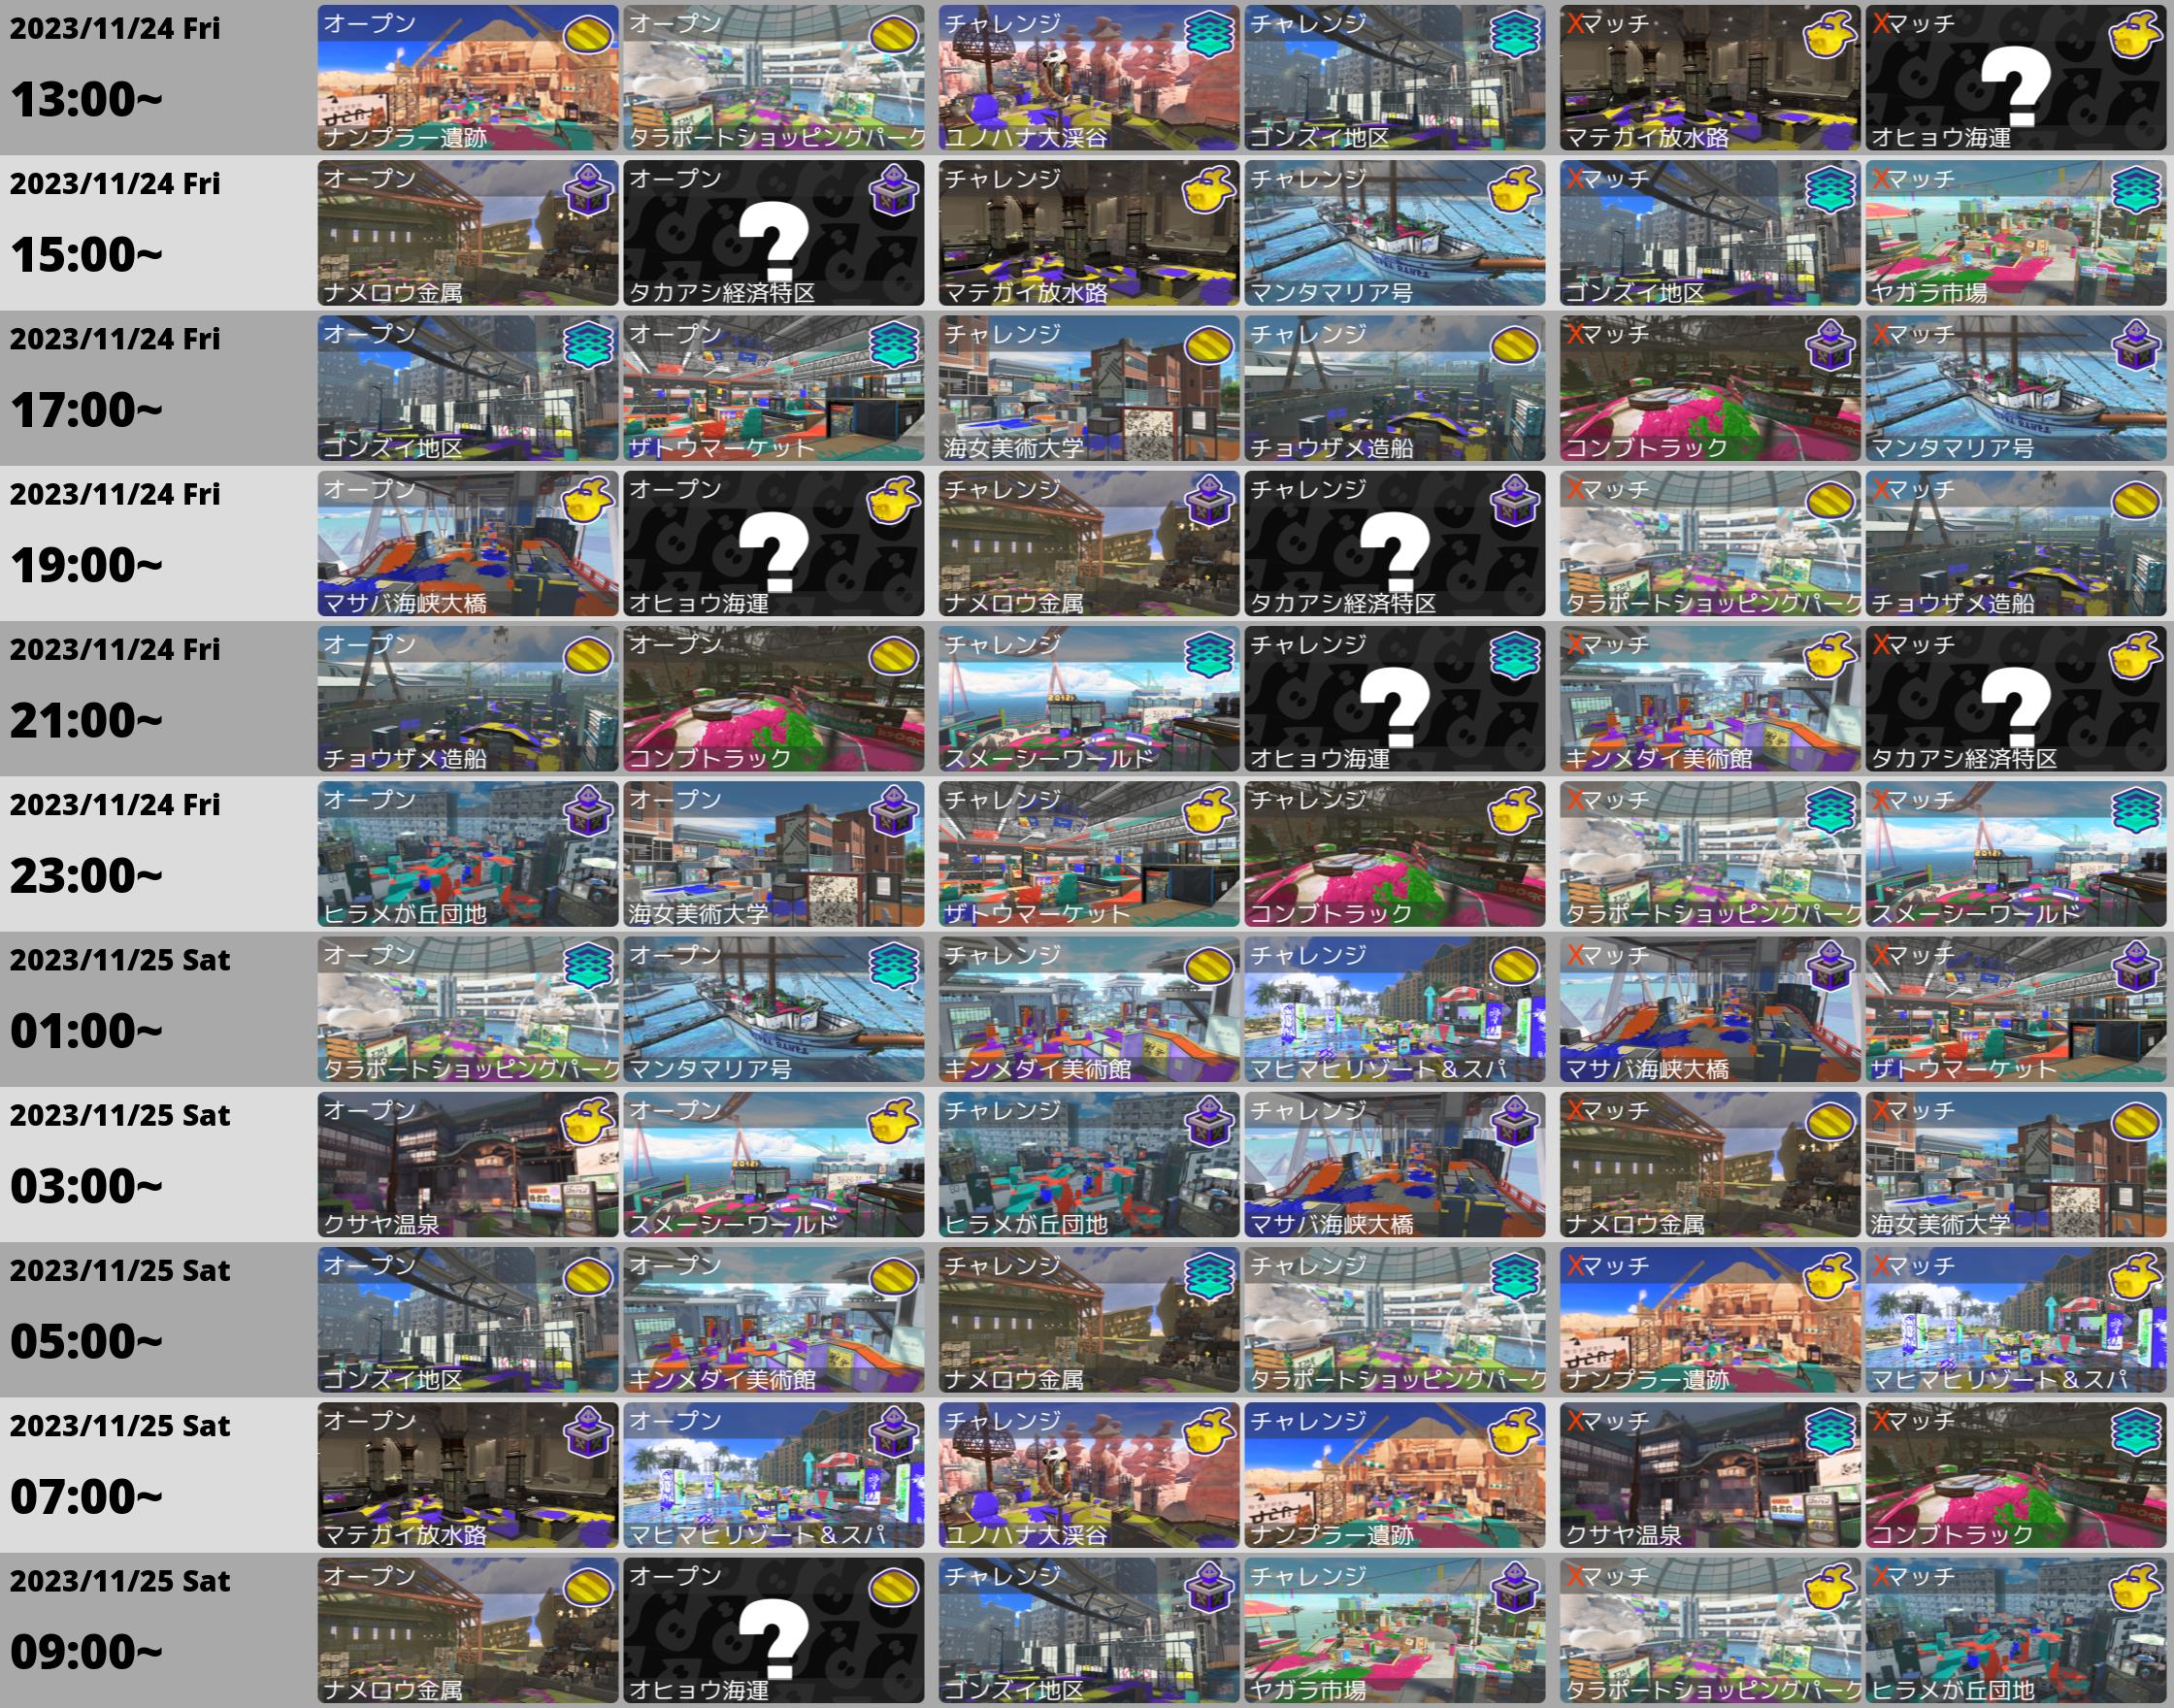 2023/11/24 Fri
13:00~
オープン
ナンプラー遺跡
オープン
タラポートショッピングパーク
チャレンジ
ユノハナ大渓谷
チャレンジ
ゴンズイ地区
Xマッチ
マテガイ放水路
Xマッチ
オヒョウ海運
2023/11/24 Fri
15:00~
オープン
ナメロウ金属
オープン
タカアシ経済特区
チャレンジ
マテガイ放水路
チャレンジ
マンタマリア号
Xマッチ
ゴンズイ地区
Xマッチ
ヤガラ市場
2023/11/24 Fri
17:00~
オープン
ゴンズイ地区
オープン
ザトウマーケット
チャレンジ
海女美術大学
チャレンジ
チョウザメ造船
Xマッチ
コンブトラック
Xマッチ
マンタマリア号
2023/11/24 Fri
19:00~
オープン
マサバ海峡大橋
オープン
オヒョウ海運
チャレンジ
ナメロウ金属
チャレンジ
タカアシ経済特区
Xマッチ
タラポートショッピングパーク
Xマッチ
チョウザメ造船
2023/11/24 Fri
21:00~
オープン
チョウザメ造船
オープン
コンブトラック
チャレンジ
スメーシーワールド
チャレンジ
オヒョウ海運
Xマッチ
キンメダイ美術館
Xマッチ
タカアシ経済特区
2023/11/24 Fri
23:00~
オープン
ヒラメが丘団地
オープン
海女美術大学
チャレンジ
ザトウマーケット
チャレンジ
コンブトラック
Xマッチ
タラポートショッピングパーク
Xマッチ
スメーシーワールド
2023/11/25 Sat
01:00~
オープン
タラポートショッピングパーク
オープン
マンタマリア号
チャレンジ
キンメダイ美術館
チャレンジ
マヒマヒリゾート&スパ
Xマッチ
マサバ海峡大橋
Xマッチ
ザトウマーケット
2023/11/25 Sat
03:00~
オープン
クサヤ温泉
オープン
スメーシーワールド
チャレンジ
ヒラメが丘団地
チャレンジ
マサバ海峡大橋
Xマッチ
ナメロウ金属
Xマッチ
海女美術大学
2023/11/25 Sat
05:00~
オープン
ゴンズイ地区
オープン
キンメダイ美術館
チャレンジ
ナメロウ金属
チャレンジ
タラポートショッピングパーク
Xマッチ
ナンプラー遺跡
Xマッチ
マヒマヒリゾート&スパ
2023/11/25 Sat
07:00~
オープン
マテガイ放水路
オープン
マヒマヒリゾート&スパ
チャレンジ
ユノハナ大渓谷
チャレンジ
ナンプラー遺跡
Xマッチ
クサヤ温泉
Xマッチ
コンブトラック
2023/11/25 Sat
09:00~
オープン
ナメロウ金属
オープン
オヒョウ海運
チャレンジ
ゴンズイ地区
チャレンジ
ヤガラ市場
Xマッチ
タラポートショッピングパーク
Xマッチ
ヒラメが丘団地